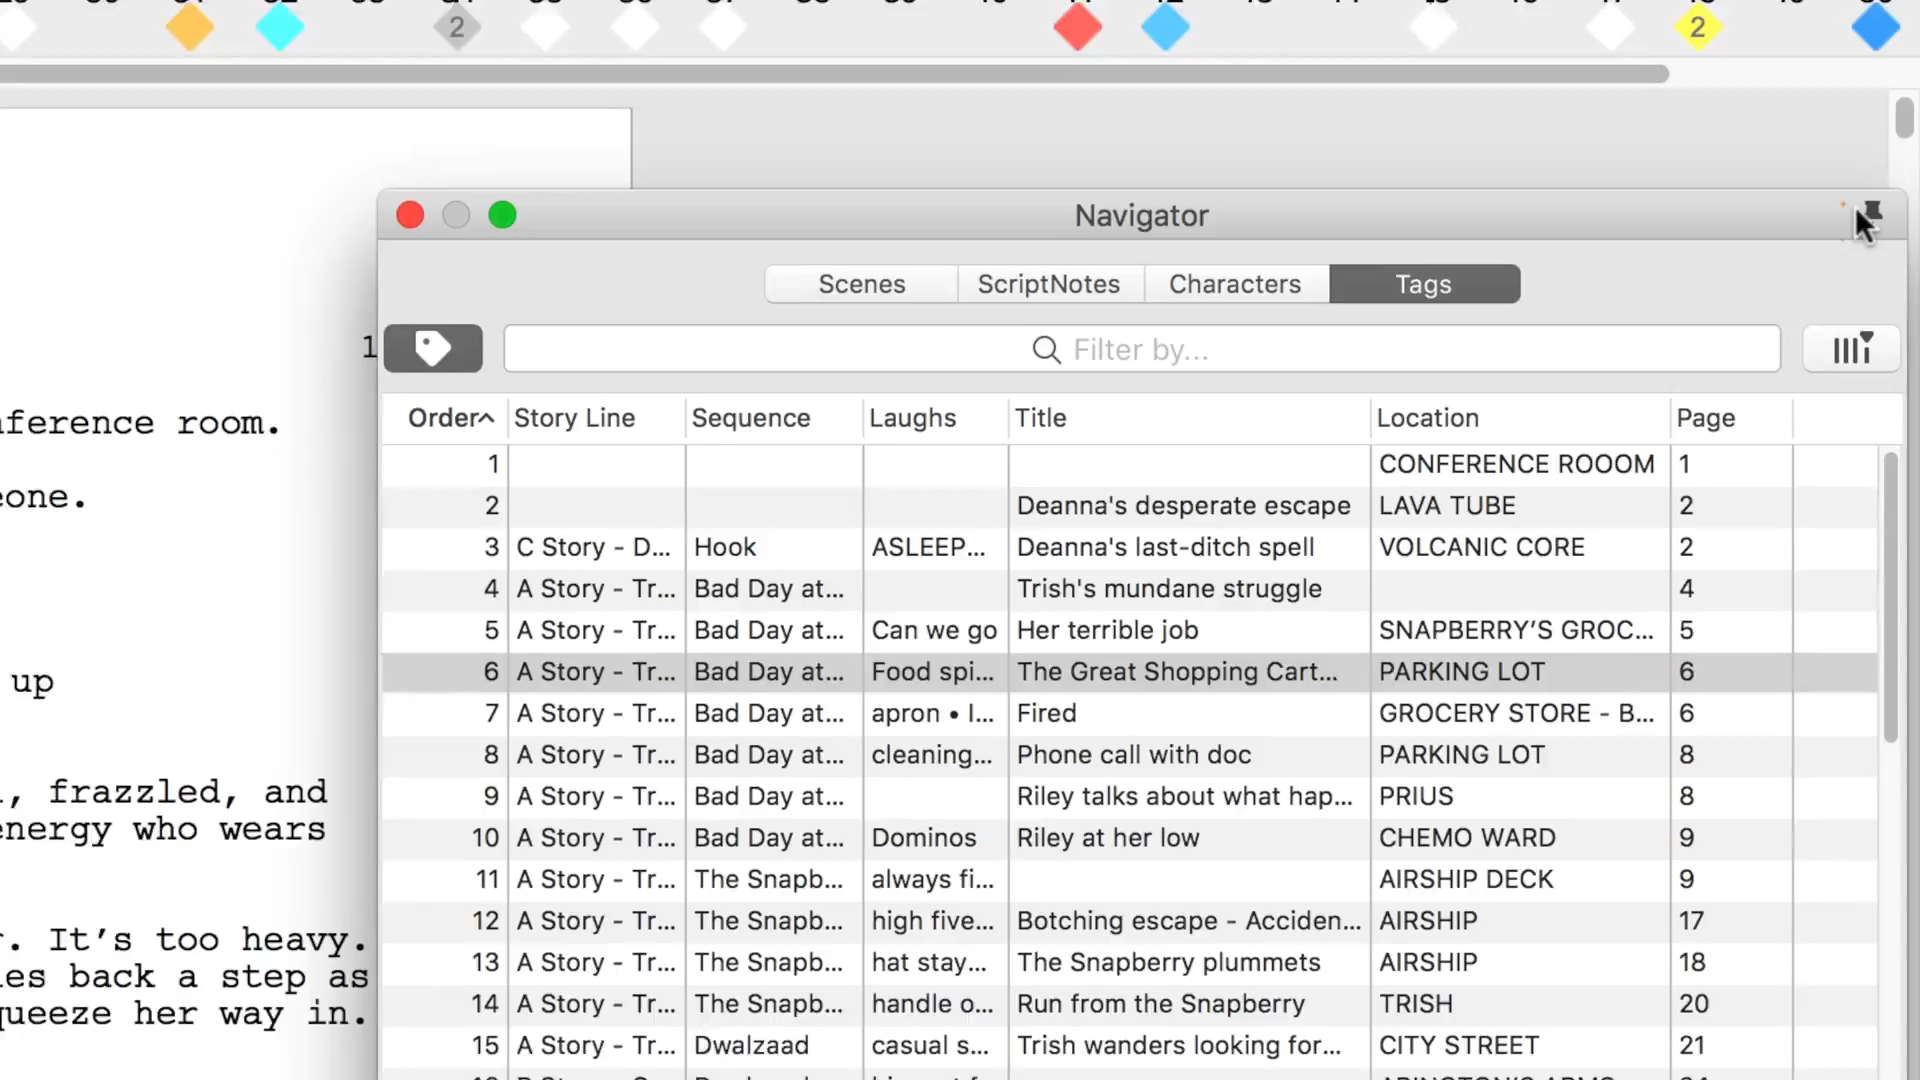 2
2
Navigator
Scenes ScriptNotes Characters Tags
Filter by...
Order Story Line Sequence Laughs Title Location Page
1 CONFERENCE ROOOM 1
2 Deanna's desperate escape LAVA TUBE 2
3 C Story - D... Hook ASLEEP... Deanna's last-ditch spell VOLCANIC CORE 2
4 A Story - Tr... Bad Day at... Trish's mundane struggle 4
5 A Story - Tr... Bad Day at... Can we go Her terrible job SNAPBERRY’S GROC... 5
6 A Story - Tr... Bad Day at... Food spi... The Great Shopping Cart... PARKING LOT 6
7 A Story - Tr... Bad Day at... apron • I... Fired GROCERY STORE - B... 6
8 A Story - Tr... Bad Day at... cleaning... Phone call with doc PARKING LOT 8
9 A Story - Tr... Bad Day at... Riley talks about what hap... PRIUS 8
10 A Story - Tr... Bad Day at... Dominos Riley at her low CHEMO WARD 9
11 A Story - Tr... The Snapb... always fi... AIRSHIP DECK 9
12 A Story - Tr... The Snapb... high five... Botching escape - Acciden... AIRSHIP 17
13 A Story - Tr... The Snapb... hat stay... The Snapberry plummets AIRSHIP 18
14 A Story - Tr... The Snapb... handle o... Run from the Snapberry TRISH 20
15 A Story - Tr... Dwalzaad casual s... Trish wanders looking for... CITY STREET 21
1
ference room.
eone.
up
, frazzled, and
energy who wears
. It’s too heavy.
es back a step as
queeze her way in.